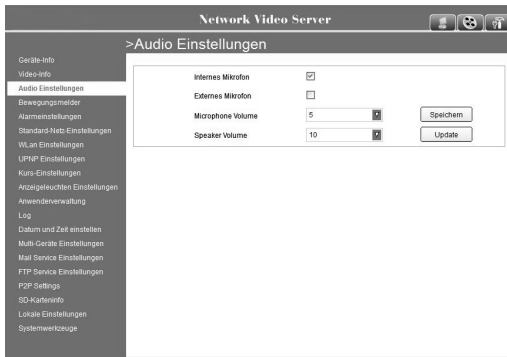 Network Video Server
>Audio Einstellungen
Geräte-Info
Video-Info
Audio Einstellungen
Bewegungsmelder
Alarmeinstellungen
Standard-Netz-Einstellungen
WLan Einstellungen
UPNP Einstellungen
Kurs-Einstellungen
Anzeigeleuchten Einstellungen
Anwenderverwaltung
Log
Datum und Zeit einstellen
Multi-Geräte Einstellungen
Mail Service Einstellungen
FTP Service Einstellungen
P2P Settings
SD-Karteninfo
Lokale Einstellungen
Systemwerkzeuge
Internes Mikrofon
Externes Mikrofon
Microphone Volume 5 Speichern
Speaker Volume 10 Update